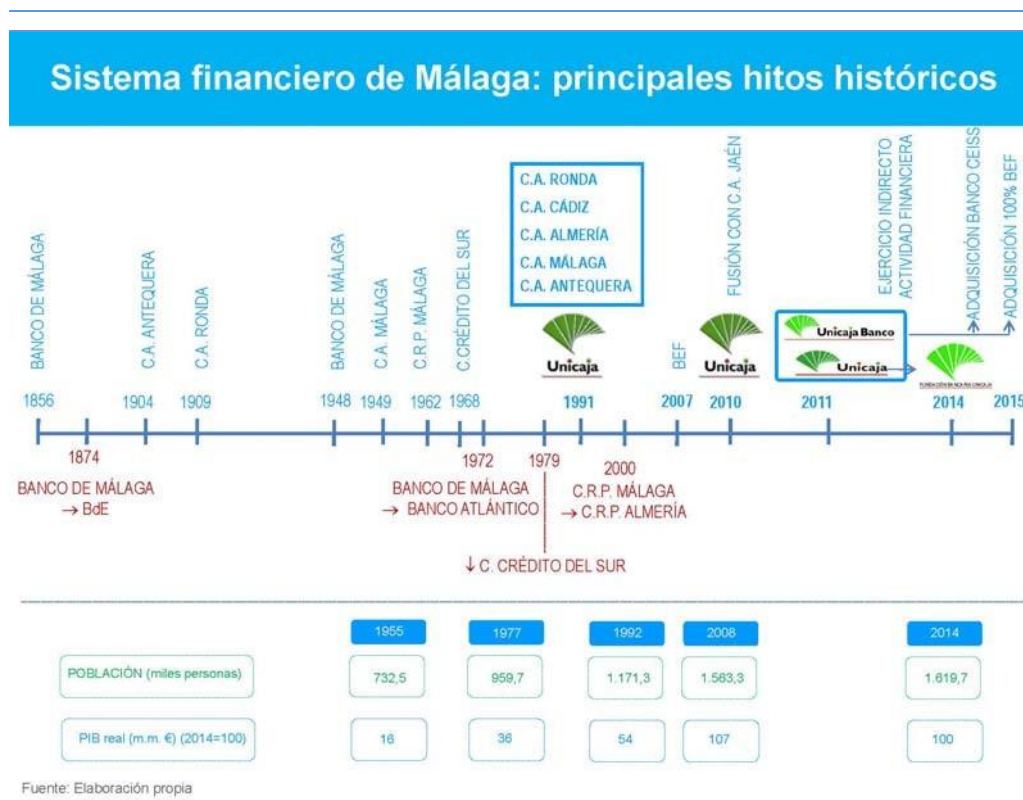 Sistema financiero de Málaga: principales hitos históricos
BANCO DE MÁLAGA
C.A. ANTEQUERA
C.A. RONDA
BANCO DE MÁLAGA
C.A. MÁLAGA
C.R.P. MÁLAGA
C CRÉDITO DEL SUR
C.A. RONDA
C.A. CÁDIZ
C.A. ALMERÍA
C.A. MÁLAGA
C.A. ANTEQUERA
Unicaja
BEF
FUSIÓN CON C.A. JAÉN
Unicaja
EJERCICIO INDIRECTO
ACTIVIDAD FINANCIERA
Unicaja Banco
Unicaja
FUNDACIÓN BANCARIA UNICAJA
ADQUISICIÓN BANCO CEISS
ADQUISICIÓN 100% BEF
1856 1904 1909 1948 1949 1962 1968 1991 2007 2010 2011 2014 2015
1874 1972 1979 2000
BANCO DE MÁLAGA
→ BdE
BANCO DE MÁLAGA
→ BANCO ATLÁNTICO
C.R.P. MÁLAGA
→ C.R.P. ALMERÍA
↓ C. CRÉDITO DEL SUR
1955 1977 1992 2008 2014
POBLACIÓN (miles personas) 732,5 959,7 1.171,3 1.563,3 1.619,7
PIB real (m.m. €) (2014=100) 16 36 54 107 100
Fuente: Elaboración propia